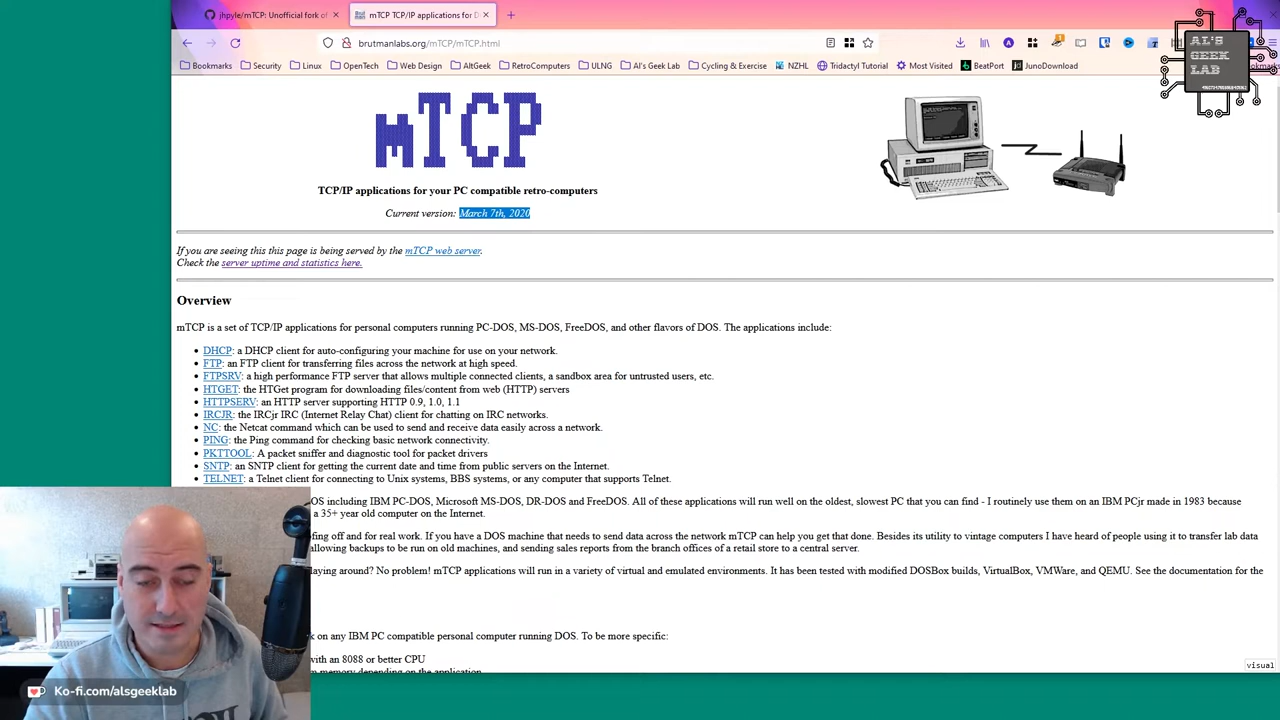 jhpyle/mTCP: Unofficial fork of
mTCP TCP/IP applications for D
brutmanlabs.org/mTCP/mTCP.html
Bookmarks
Security
Linux
OpenTech
Web Design
AltGeek
RetroComputers
ULNG
Al's Geek Lab
Cycling & Exercise
NZHL
Tridactyl Tutorial
Most Visited
BeatPort
JunoDownload
AL'S
GEEK
LAB
mTCP
TCP/IP applications for your PC compatible retro-computers
Current version: March 7th, 2020
If you are seeing this this page is being served by the mTCP web server.
Check the server uptime and statistics here.
Overview
mTCP is a set of TCP/IP applications for personal computers running PC-DOS, MS-DOS, FreeDOS, and other flavors of DOS. The applications include:
• DHCP: a DHCP client for auto-configuring your machine for use on your network.
• FTP: an FTP client for transferring files across the network at high speed.
• FTPSRV: a high performance FTP server that allows multiple connected clients, a sandbox area for untrusted users, etc.
• HTGET: the HTGet program for downloading files/content from web (HTTP) servers
• HTTPSERV: an HTTP server supporting HTTP 0.9, 1.0, 1.1
• IRCJR: the IRCjr IRC (Internet Relay Chat) client for chatting on IRC networks.
• NC: the Netcat command which can be used to send and receive data easily across a network.
• PING: the Ping command for checking basic network connectivity.
• PKTTOOL: A packet sniffer and diagnostic tool for packet drivers
• SNTP: an SNTP client for getting the current date and time from public servers on the Internet.
• TELNET: a Telnet client for connecting to Unix systems, BBS systems, or any computer that supports Telnet.
OS including IBM PC-DOS, Microsoft MS-DOS, DR-DOS and FreeDOS. All of these applications will run well on the oldest, slowest PC that you can find - I routinely use them on an IBM PCjr made in 1983 because
a 35+ year old computer on the Internet.
fing off and for real work. If you have a DOS machine that needs to send data across the network mTCP can help you get that done. Besides its utility to vintage computers I have heard of people using it to transfer lab data
allowing backups to be run on old machines, and sending sales reports from the branch offices of a retail store to a central server.
laying around? No problem! mTCP applications will run in a variety of virtual and emulated environments. It has been tested with modified DOSBox builds, VirtualBox, VMWare, and QEMU. See the documentation for the
k on any IBM PC compatible personal computer running DOS. To be more specific:
with an 8088 or better CPU
memory depending on the application
visual
Ko-fi.com/alsgeeklab